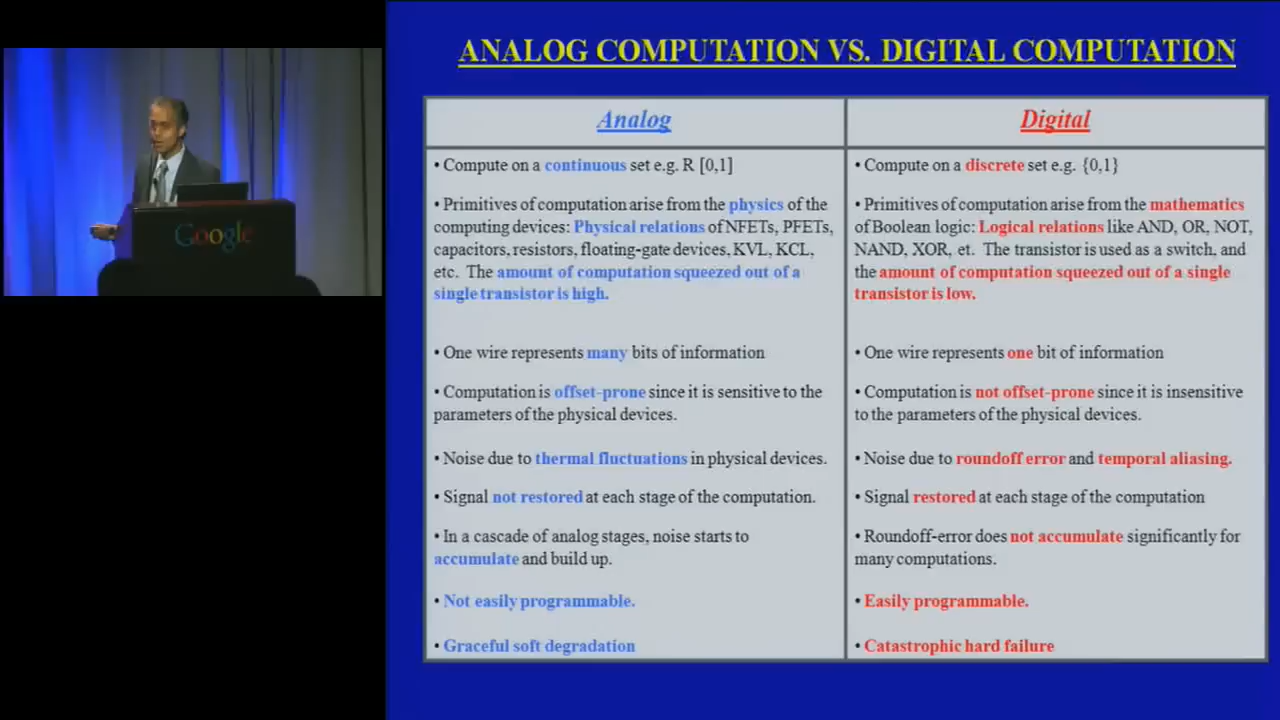 Google
ANALOG COMPUTATION VS. DIGITAL COMPUTATION
Analog
• Compute on a continuous set e.g. R [0,1]
• Primitives of computation arise from the physics of the
computing devices: Physical relations of NFETs, PFETs,
capacitors, resistors, floating-gate devices, KVL, KCL,
etc. The amount of computation squeezed out of a
single transistor is high.
• One wire represents many bits of information
• Computation is offset-prone since it is sensitive to the
parameters of the physical devices.
• Noise due to thermal fluctuations in physical devices.
• Signal not restored at each stage of the computation.
• In a cascade of analog stages, noise starts to
accumulate and build up.
• Not easily programmable.
• Graceful soft degradation
Digital
• Compute on a discrete set e.g. {0,1}
• Primitives of computation arise from the mathematics
of Boolean logic: Logical relations like AND, OR, NOT,
NAND, XOR, et. The transistor is used as a switch, and
the amount of computation squeezed out of a single
transistor is low.
• One wire represents one bit of information
• Computation is not offset-prone since it is insensitive
to the parameters of the physical devices.
• Noise due to roundoff error and temporal aliasing.
• Signal restored at each stage of the computation
• Roundoff-error does not accumulate significantly for
many computations.
• Easily programmable.
• Catastrophic hard failure